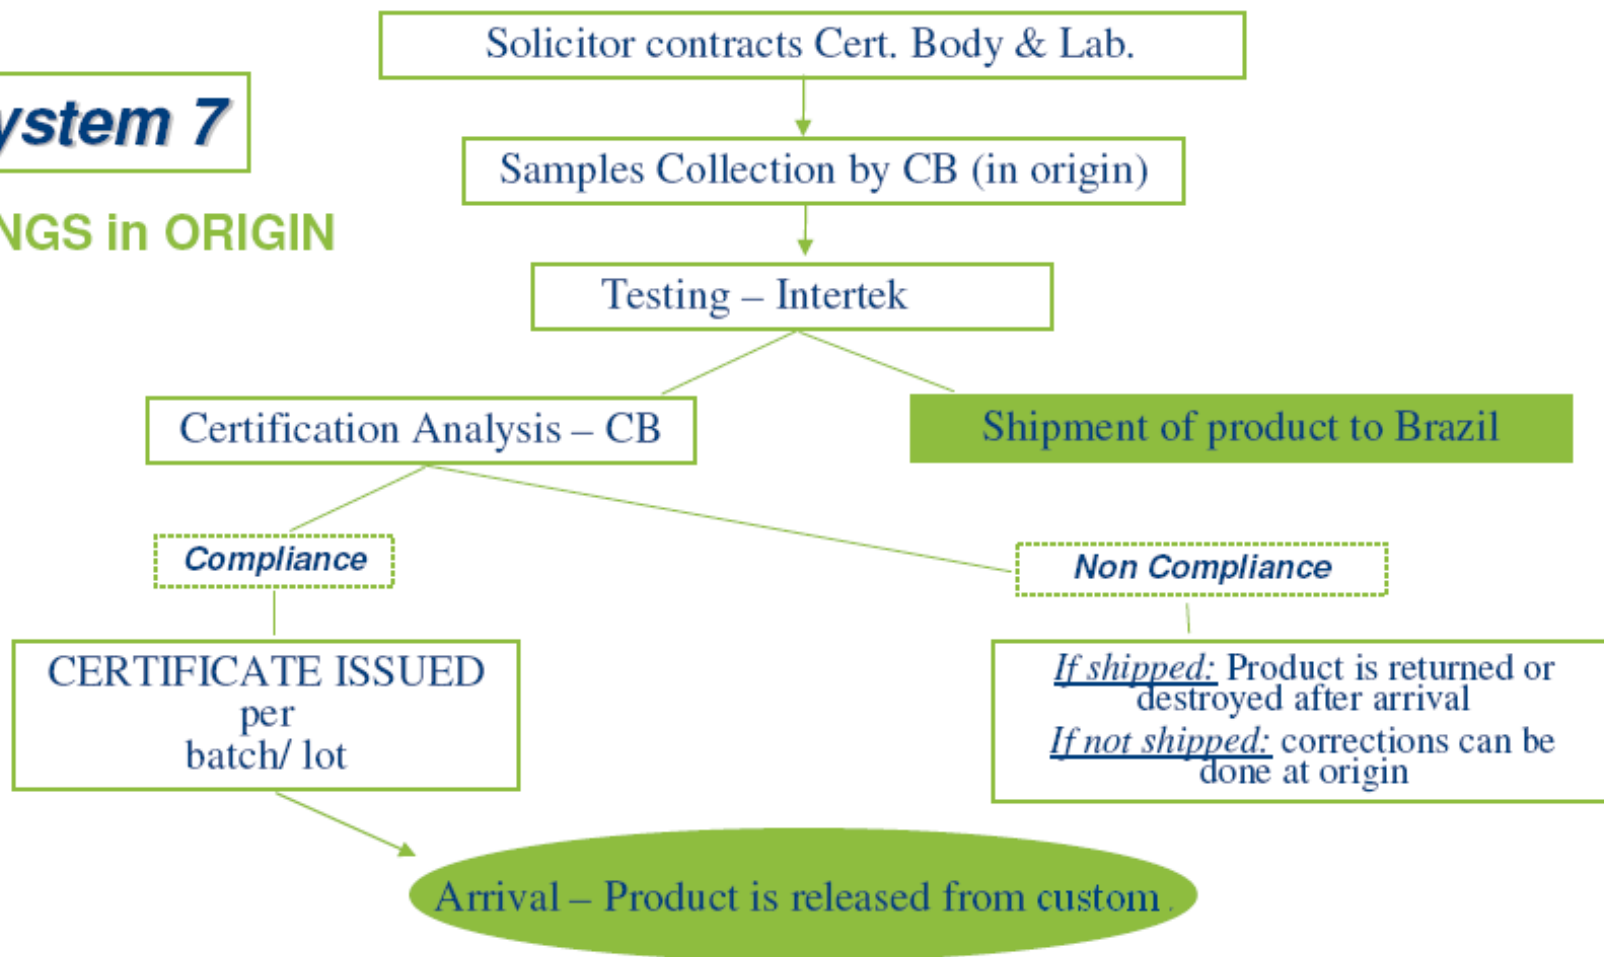 Solicitor contracts Cert. Body & Lab.
ystem 7
Samples Collection by CB (in origin)
NGS in ORIGIN
Testing – Intertek
Certification Analysis – CB
Shipment of product to Brazil
Compliance
Non Compliance
CERTIFICATE ISSUED
per
batch/ lot
If shipped: Product is returned or
destroyed after arrival
If not shipped: corrections can be
done at origin
Arrival – Product is released from custom .